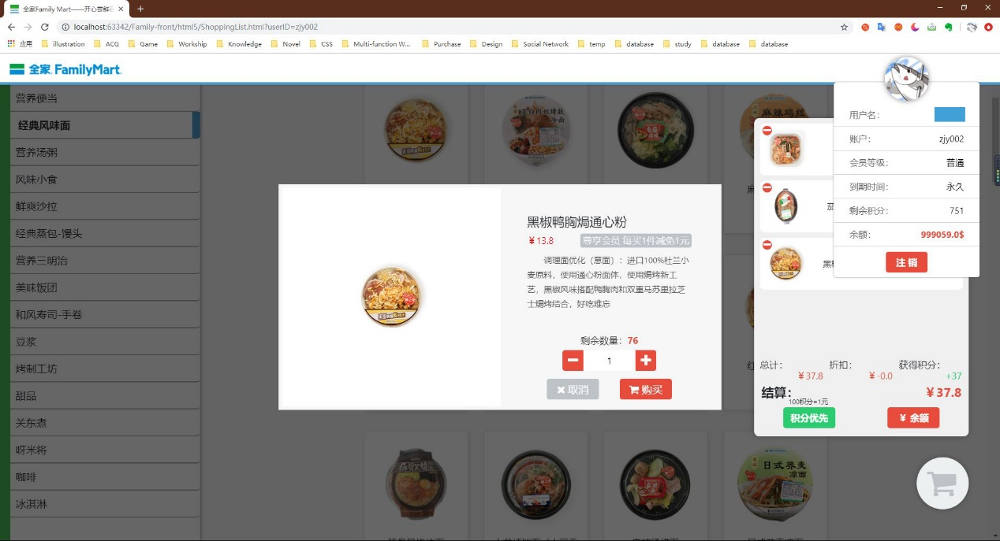 全家Family Mart——开心尝鲜
localhost:63342/Family-front/html5/ShoppingList.html?userID=zjy002
应用 illustration ACG Game Workship Knowledge Novel CSS Multi-function W... Purchase Design Social Network temp database study database database
全家 FamilyMart
营养便当
经典风味面
营养汤粥
风味小食
鲜爽沙拉
经典蒸包-馒头
营养三明治
美味饭团
和风寿司-手卷
豆浆
烤制工坊
甜品
关东煮
呀米将
咖啡
冰淇淋
黑椒鸭胸焗通心粉
¥13.8 尊享会员 每买1件减免1元
调理面优化（意面）：进口100%杜兰小
麦原料，使用通心粉面体，使用焗烤新工
艺，黑椒风味搭配鸭胸肉和双重马苏里拉芝
士焗烤结合，好吃难忘
剩余数量：76
1
取消 购买
用户名：
账户： zjy002
会员等级： 普通
到期时间： 永久
剩余积分： 751
余额： 999059.0$
注 销
茄
黑椒
总计： 折扣： 获得积分：
¥37.8 ¥-0.0 +37
结算： ¥37.8
100积分=1元
积分优先 ¥ 余额
日式荞麦
凉面